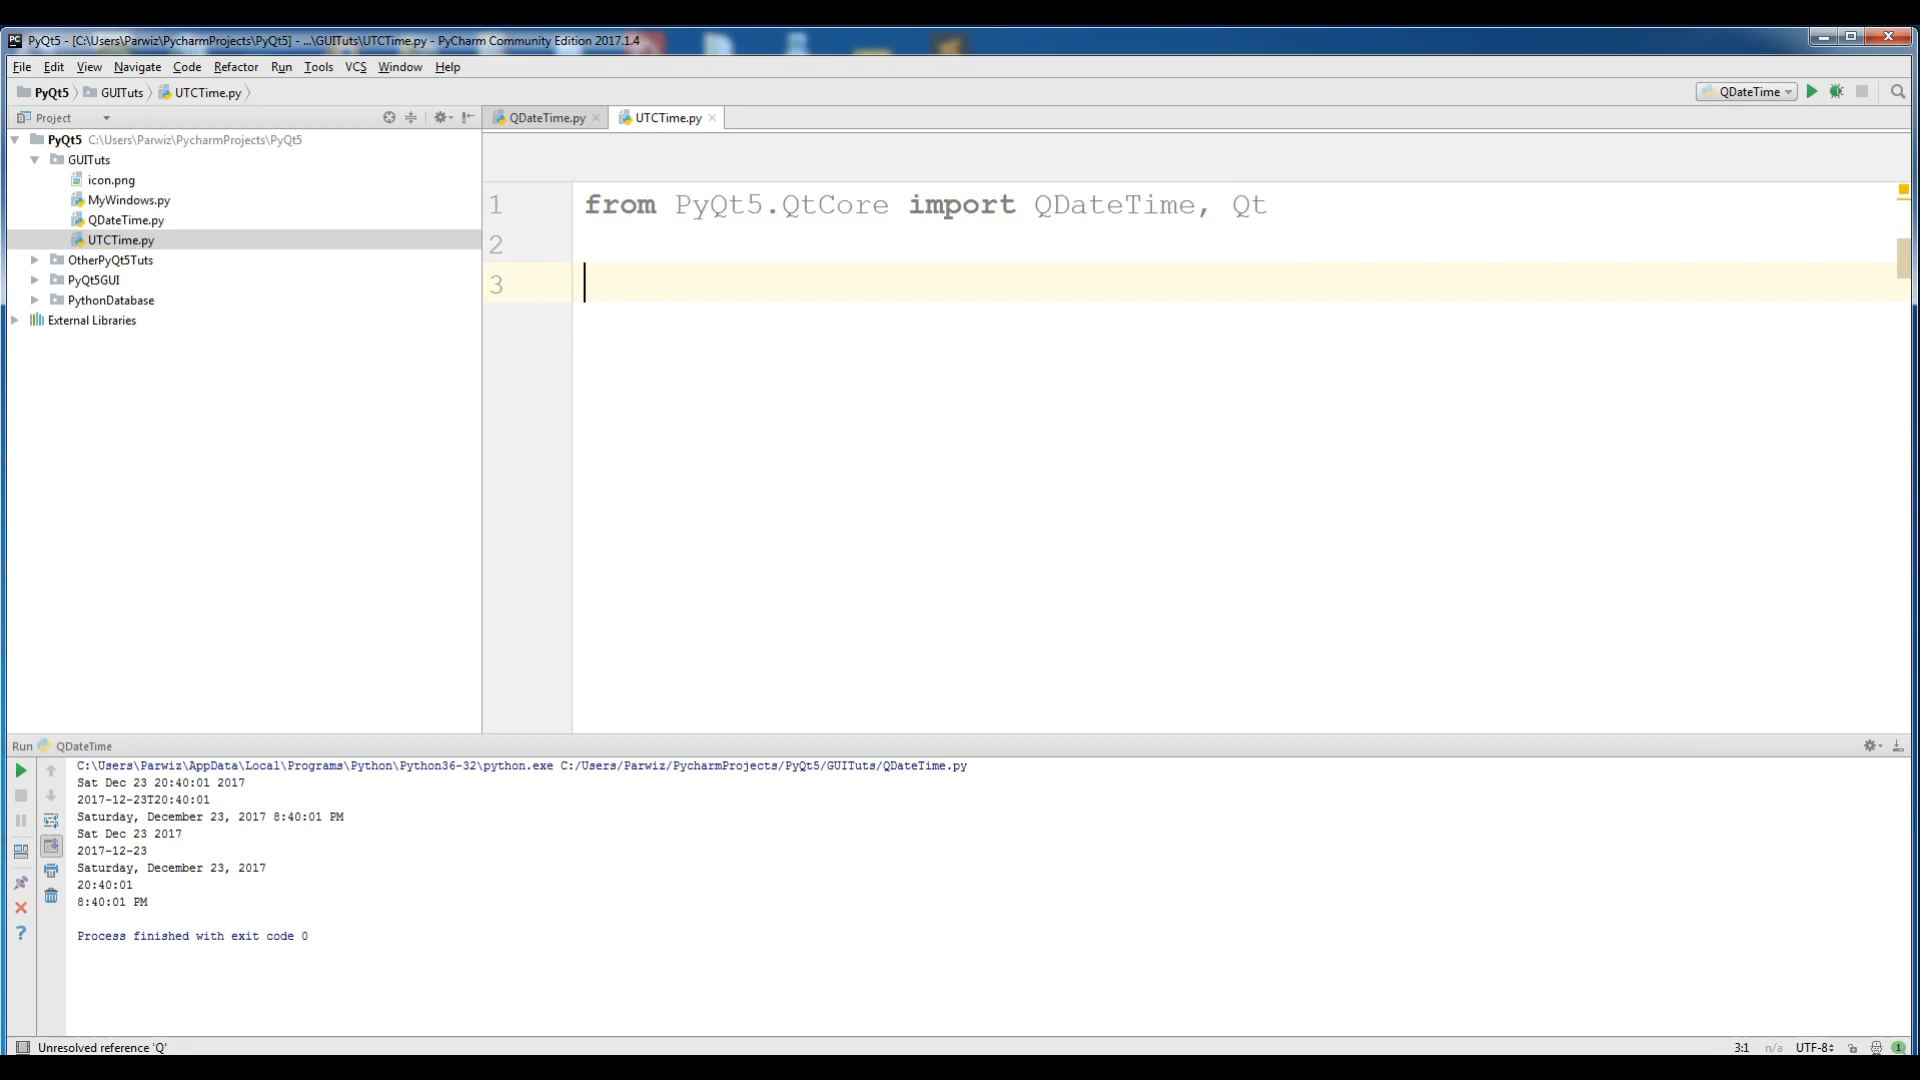 PyQt5 - [C:\Users\Parwiz\PycharmProjects\PyQt5] - ...\GUITuts\UTCTime.py - PyCharm Community Edition 2017.1.4
File Edit View Navigate Code Refactor Run Tools VCS Window Help
PyQt5 GUITuts UTCTime.py
QDateTime
Project
QDateTime.py
UTCTime.py
PyQt5 C:\Users\Parwiz\PycharmProjects\PyQt5
GUITuts
icon.png
MyWindows.py
QDateTime.py
UTCTime.py
OtherPyQt5Tuts
PyQt5GUI
PythonDatabase
External Libraries
1 from PyQt5.QtCore import QDateTime, Qt
2
3
Run QDateTime
C:\Users\Parwiz\AppData\Local\Programs\Python\Python36-32\python.exe C:/Users/Parwiz/PycharmProjects/PyQt5/GUITuts/QDateTime.py
Sat Dec 23 20:40:01 2017
2017-12-23T20:40:01
Saturday, December 23, 2017 8:40:01 PM
Sat Dec 23 2017
2017-12-23
Saturday, December 23, 2017
20:40:01
8:40:01 PM
Process finished with exit code 0
Unresolved reference 'Q'
3:1 n/a UTF-8 1